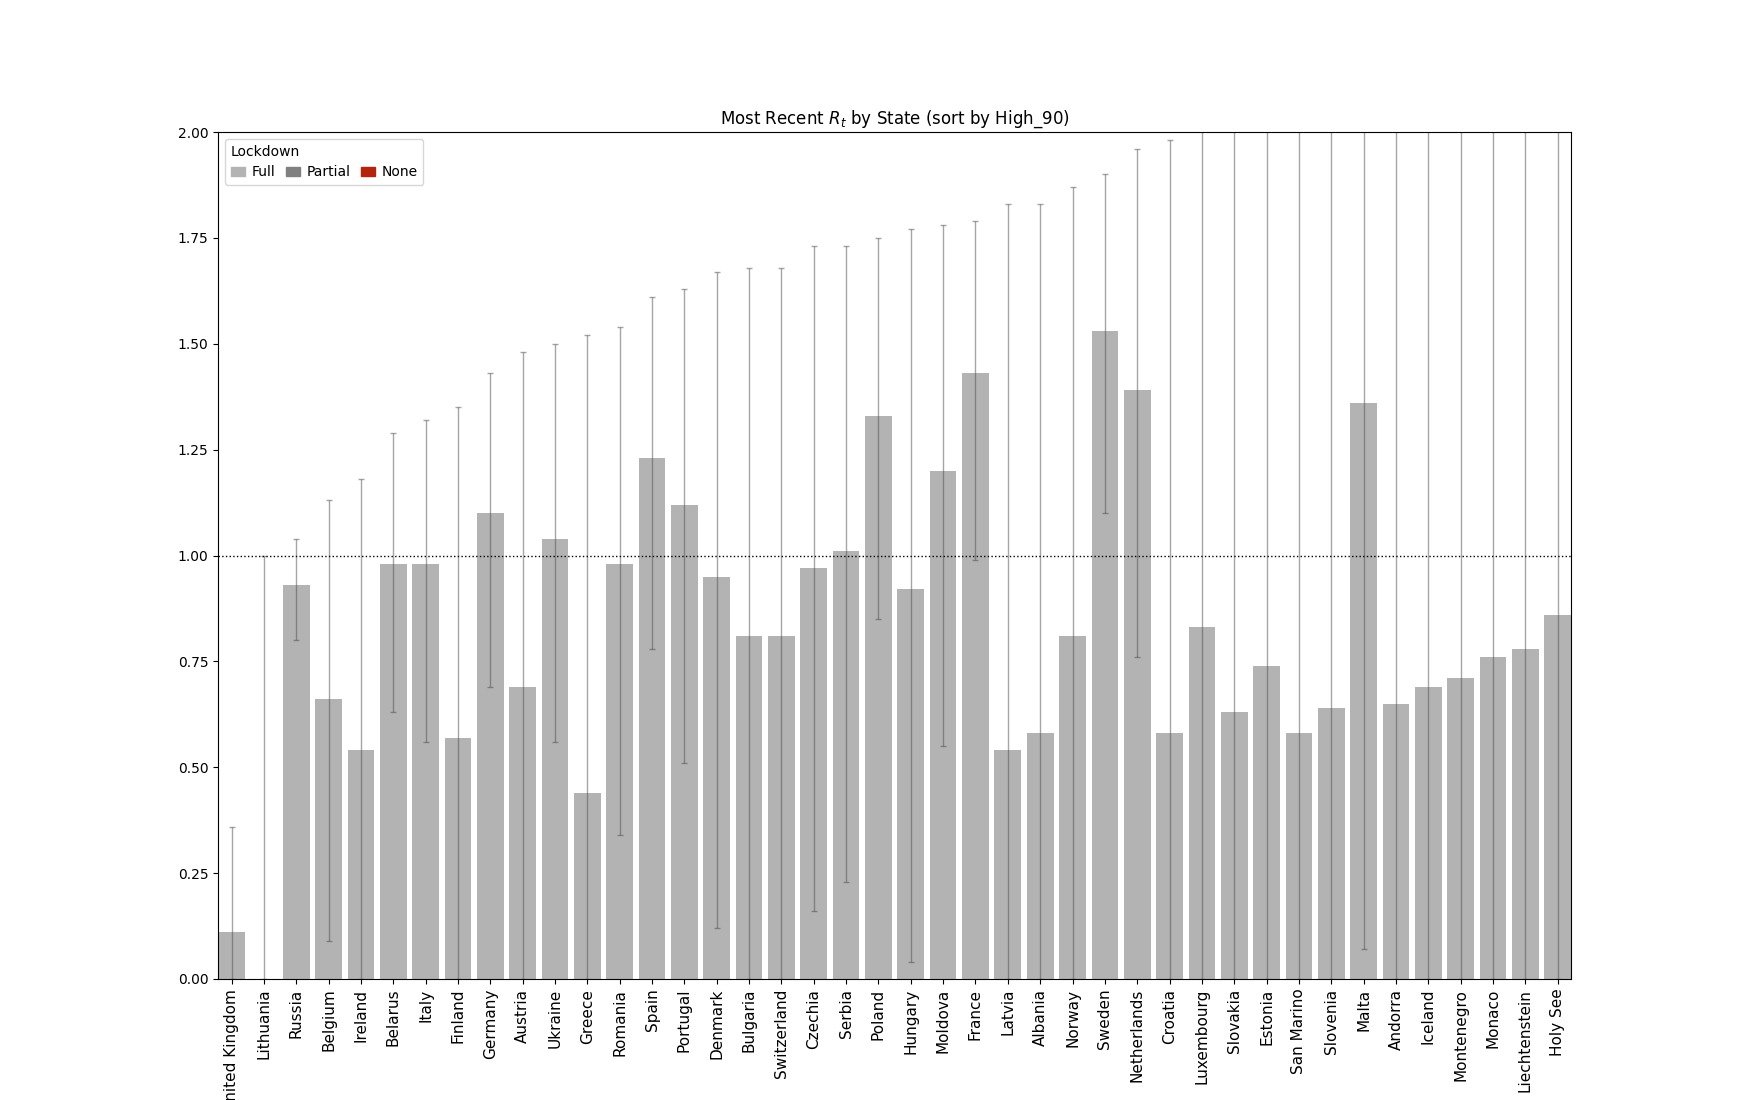 Most Recent R_t by State (sort by High_90)
2.00
Lockdown
Full Partial None
1.75
1.50
1.25
1.00
0.75
0.50
0.25
0.00
nited Kingdom
Lithuania
Russia
Belgium
Ireland
Belarus
Italy
Finland
Germany
Austria
Ukraine
Greece
Romania
Spain
Portugal
Denmark
Bulgaria
Switzerland
Czechia
Serbia
Poland
Hungary
Moldova
France
Latvia
Albania
Norway
Sweden
Netherlands
Croatia
Luxembourg
Slovakia
Estonia
San Marino
Slovenia
Malta
Andorra
Iceland
Montenegro
Monaco
Liechtenstein
Holy See